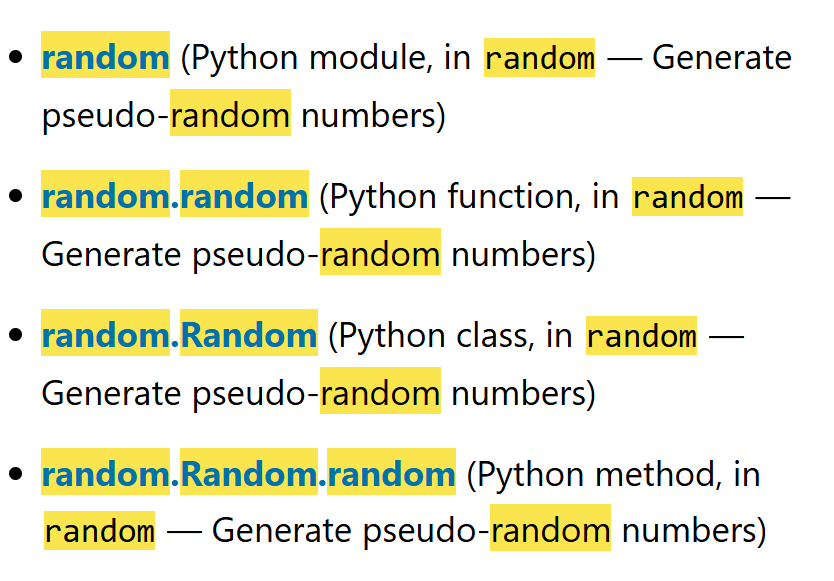 • random (Python module, in random — Generate
pseudo-random numbers)
• random.random (Python function, in random —
Generate pseudo-random numbers)
• random.Random (Python class, in random —
Generate pseudo-random numbers)
• random.Random.random (Python method, in
random — Generate pseudo-random numbers)